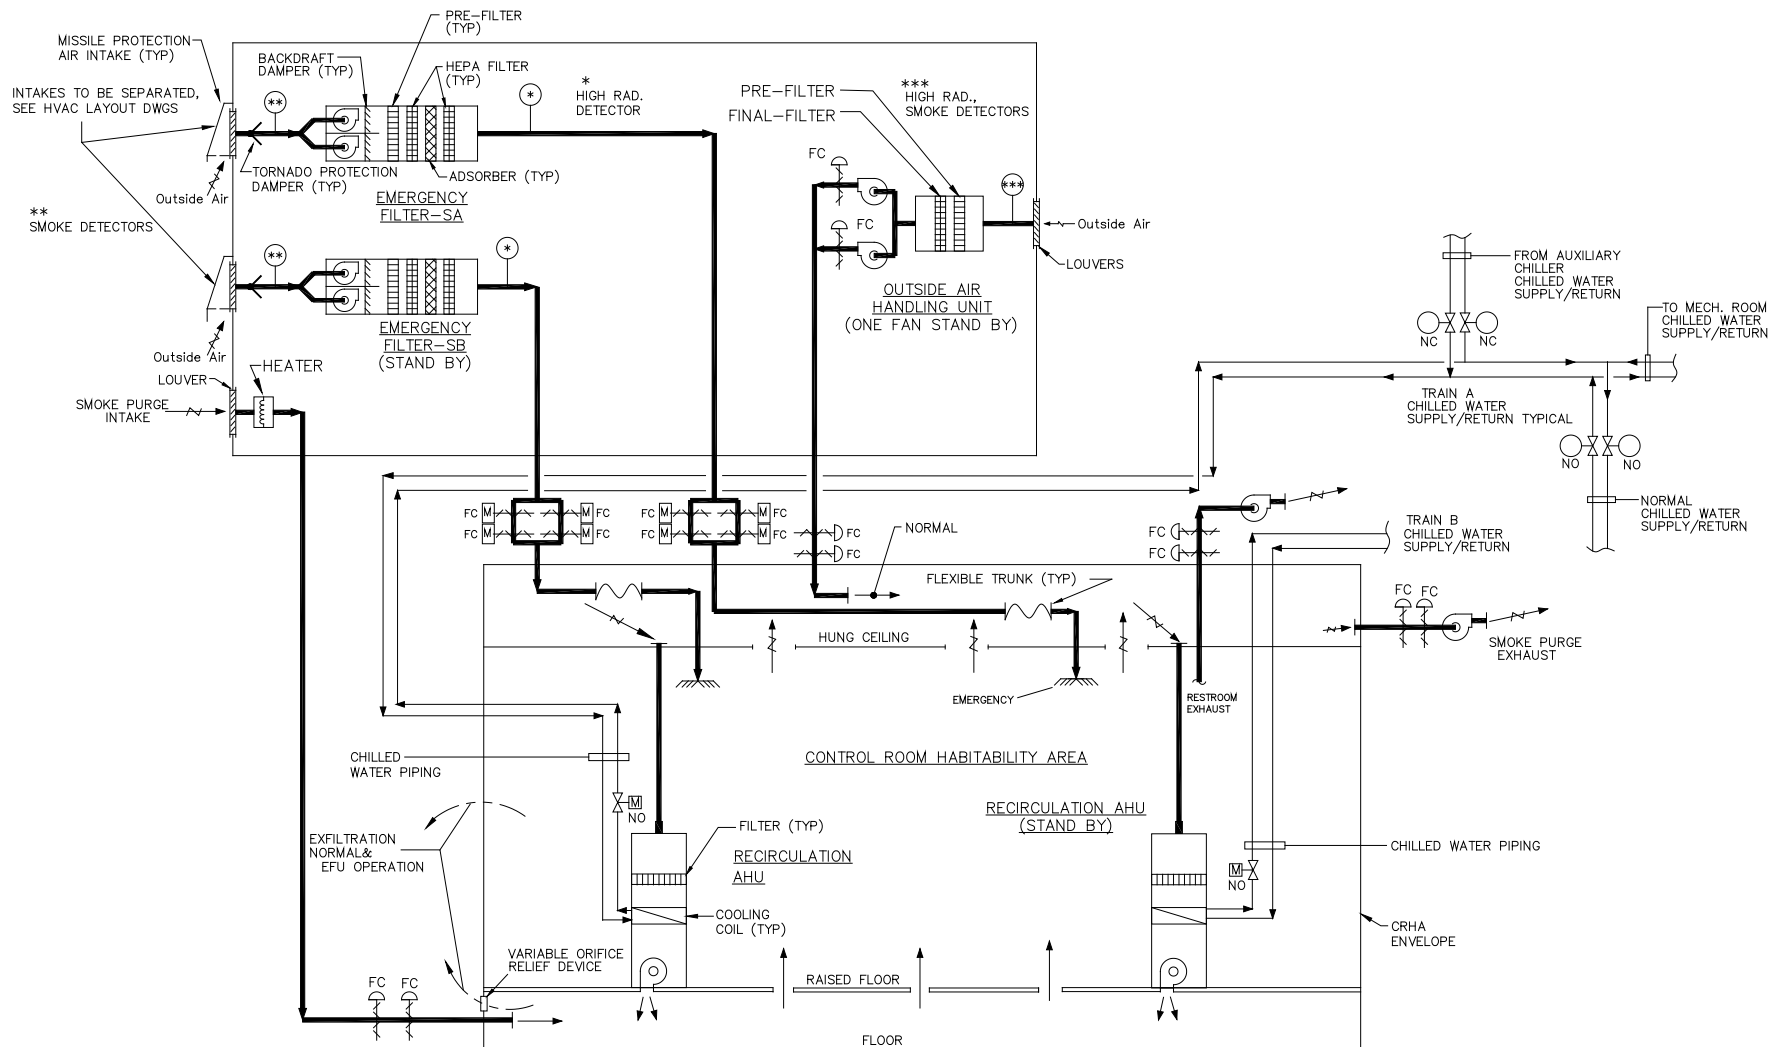 PRE-FILTER
(TYP)
MISSILE PROTECTION
AIR INTAKE (TYP)
BACKDRAFT
DAMPER (TYP)
HEPA FILTER
(TYP)
*
HIGH RAD.
DETECTOR
***
HIGH RAD.,
SMOKE DETECTORS
PRE-FILTER
FINAL-FILTER
INTAKES TO BE SEPARATED,
SEE HVAC LAYOUT DWGS
**
*
FC
TORNADO PROTECTION
DAMPER (TYP)
ADSORBER (TYP)
Outside Air
EMERGENCY
FILTER-SA
***
**
SMOKE DETECTORS
FC
Outside Air
LOUVERS
**
*
OUTSIDE AIR
HANDLING UNIT
(ONE FAN STAND BY)
FROM AUXILIARY
CHILLER
CHILLED WATER
SUPPLY/RETURN
EMERGENCY
FILTER-SB
(STAND BY)
Outside Air
NC
NC
TO MECH. ROOM
CHILLED WATER
SUPPLY/RETURN
LOUVER
HEATER
SMOKE PURGE
INTAKE
TRAIN A
CHILLED WATER
SUPPLY/RETURN TYPICAL
NO
NO
NORMAL
CHILLED WATER
SUPPLY/RETURN
FC M
M FC
FC M
M FC
FC M
M FC
FC M
M FC
FC
FC
NORMAL
FC
FC
TRAIN B
CHILLED WATER
SUPPLY/RETURN
FLEXIBLE TRUNK (TYP)
FC FC
HUNG CEILING
SMOKE PURGE
EXHAUST
EMERGENCY
RESTROOM
EXHAUST
CHILLED
WATER PIPING
CONTROL ROOM HABITABILITY AREA
M
NO
RECIRCULATION AHU
(STAND BY)
EXFILTRATION
NORMAL&
EFU OPERATION
FILTER (TYP)
RECIRCULATION
AHU
CHILLED WATER PIPING
M
NO
COOLING
COIL (TYP)
CRHA
ENVELOPE
VARIABLE ORIFICE
RELIEF DEVICE
FC
FC
RAISED FLOOR
FLOOR